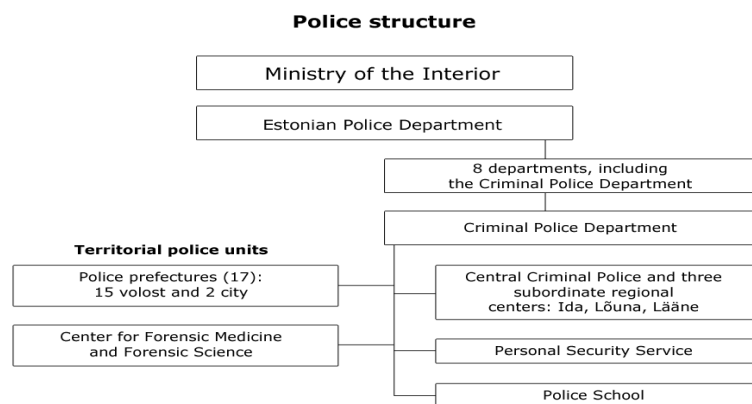 Police structure
Ministry of the Interior
Estonian Police Department
8 departments, including
the Criminal Police Department
Criminal Police Department
Territorial police units
Police prefectures (17):
15 volost and 2 city
Central Criminal Police and three
subordinate regional
centers: Ida, Lõuna, Lääne
Center for Forensic Medicine
and Forensic Science
Personal Security Service
Police School